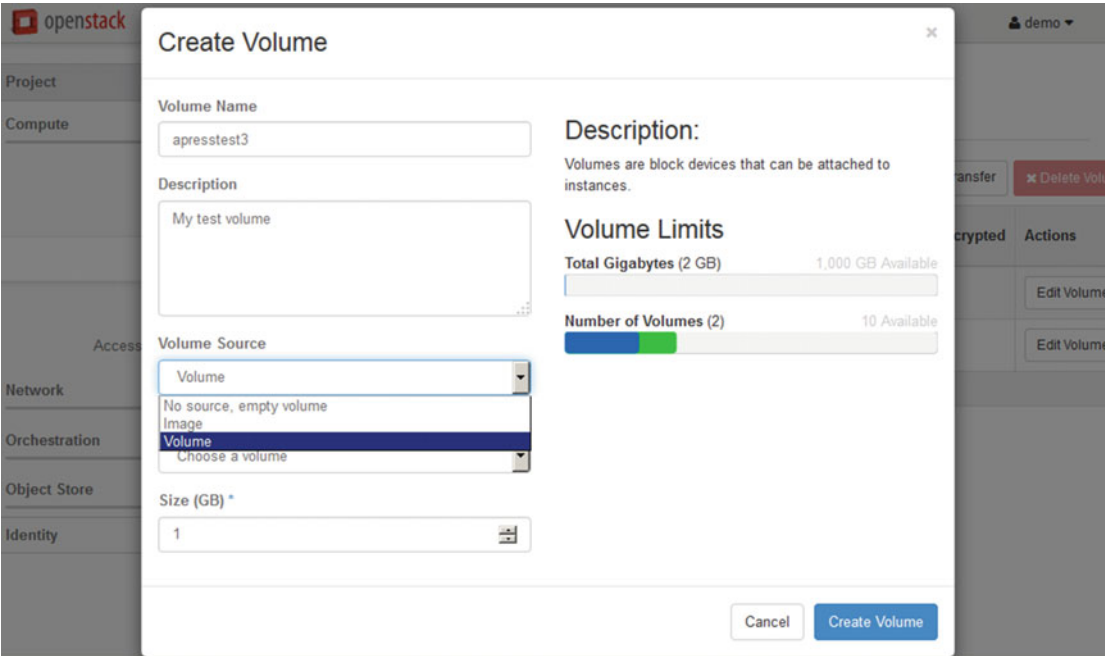 openstack
demo
Project
Compute
Access
Network
Orchestration
Object Store
Identity
Create Volume
×
Volume Name
apresstest3
Description
My test volume
Volume Source
Volume
No source, empty volume
Image
Volume
Choose a volume
Size (GB) *
1
Description:
Volumes are block devices that can be attached to
instances.
Volume Limits
Total Gigabytes (2 GB) 1,000 GB Available
Number of Volumes (2) 10 Available
Cancel Create Volume
ansfer × Delete Volu
crypted Actions
Edit Volume
Edit Volume